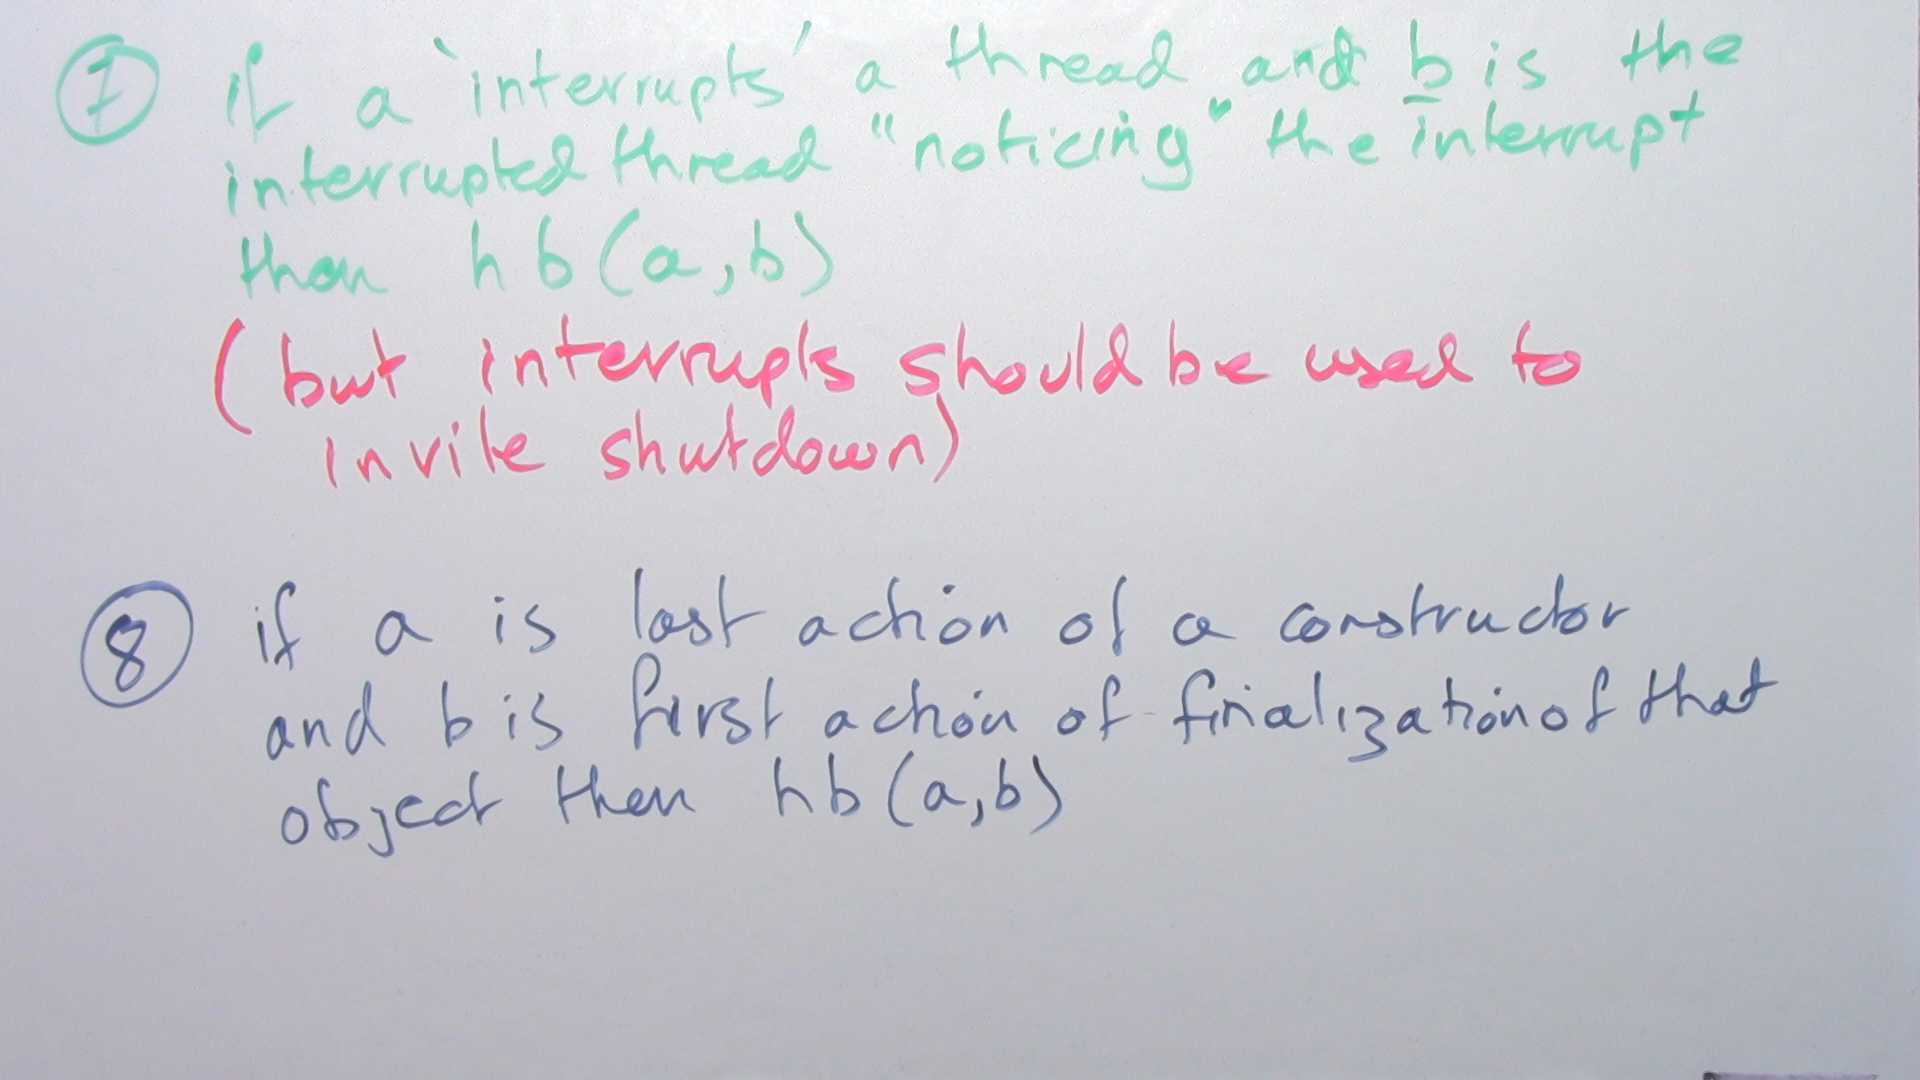 ⑦ if a 'interrupts' a thread and b is the
interrupted thread "noticing" the interrupt
then hb(a,b)
(but interrupts should be used to
invite shutdown)
⑧ if a is last action of a constructor
and b is first action of finalization of that
object then hb(a,b)